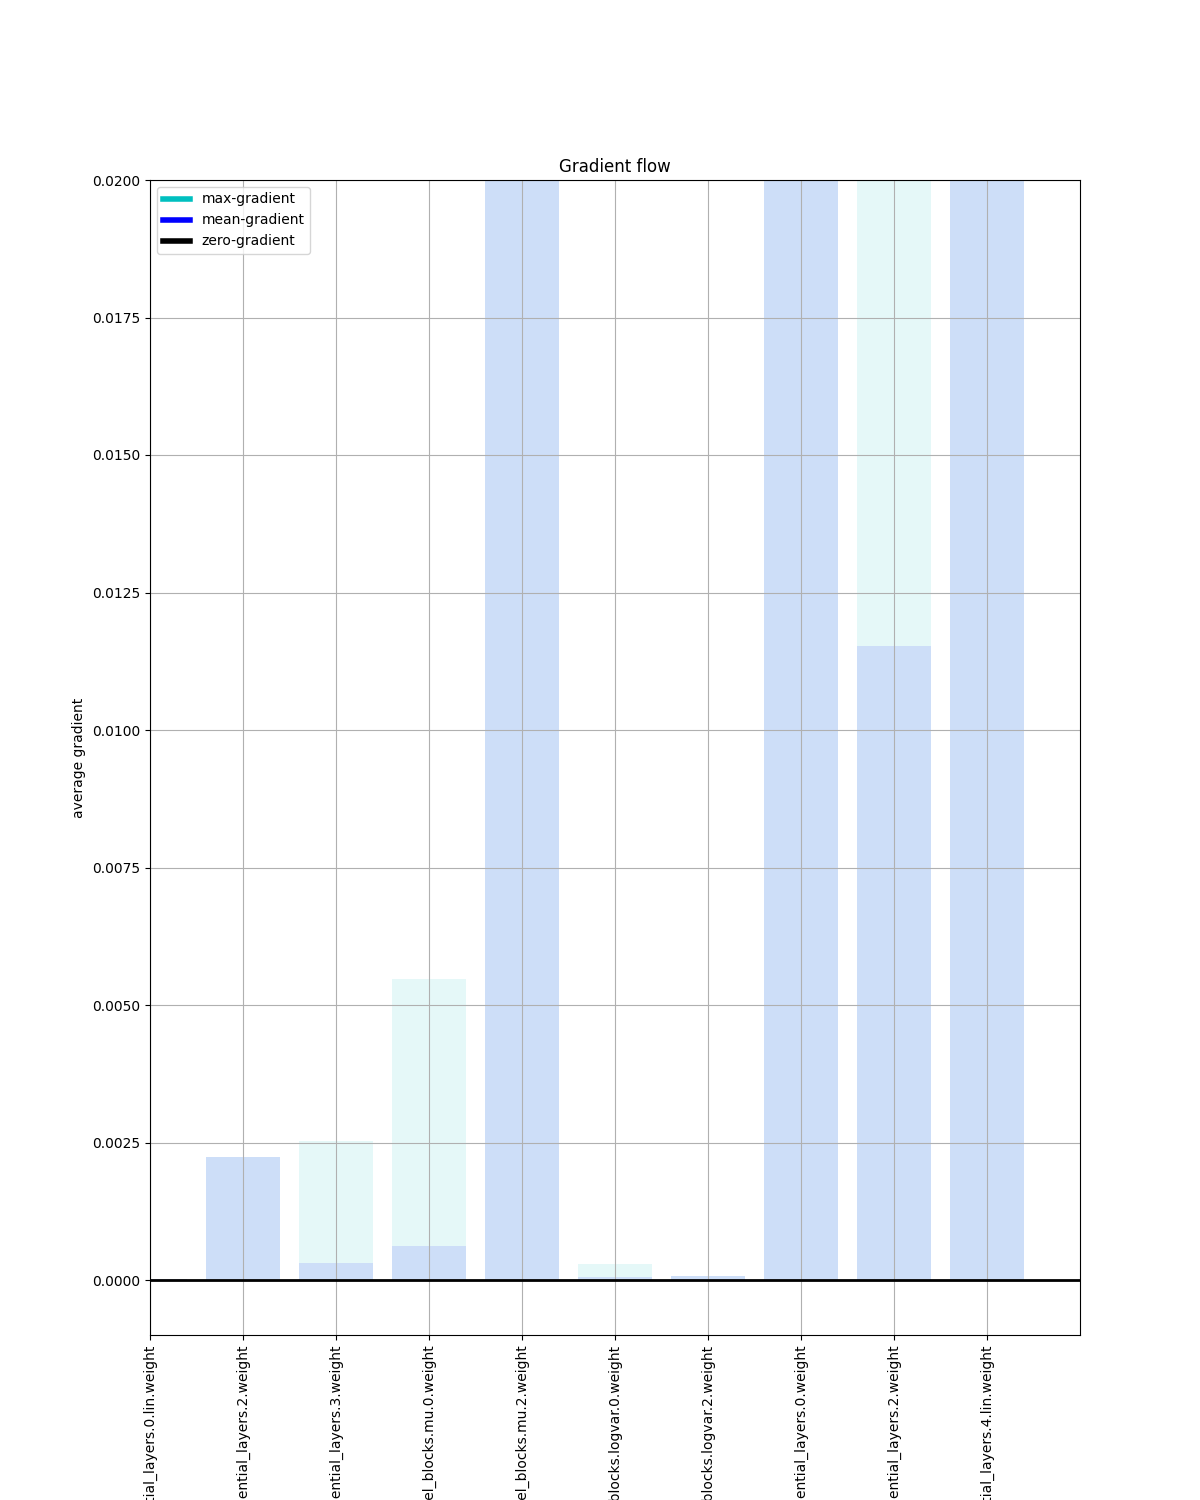 Gradient flow
max-gradient
mean-gradient
zero-gradient
0.0200
0.0175
0.0150
0.0125
0.0100
0.0075
0.0050
0.0025
0.0000
average gradient
tial_layers.0.lin.weight
ential_layers.2.weight
ential_layers.3.weight
el_blocks.mu.0.weight
el_blocks.mu.2.weight
blocks.logvar.0.weight
blocks.logvar.2.weight
ential_layers.0.weight
ential_layers.2.weight
tial_layers.4.lin.weight